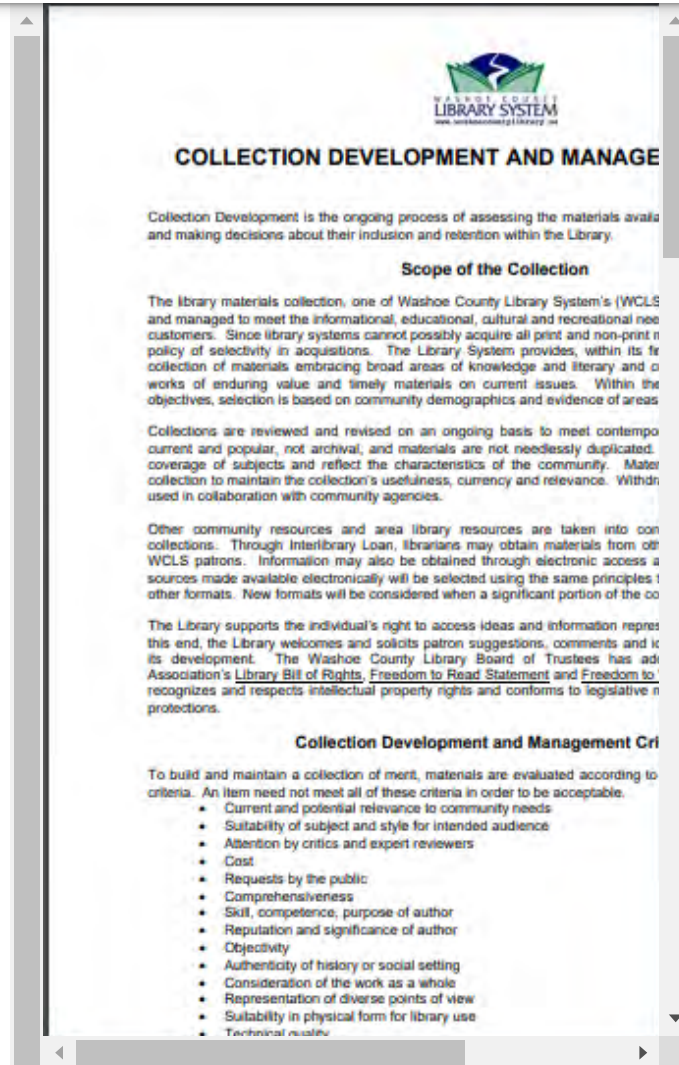 WASHOE COUNTY
LIBRARY SYSTEM
www.washoecountylibrary.us
COLLECTION DEVELOPMENT AND MANAGE
Collection Development is the ongoing process of assessing the materials availa
and making decisions about their inclusion and retention within the Library.
Scope of the Collection
The library materials collection, one of Washoe County Library System's (WCLS
and managed to meet the informational, educational, cultural and recreational nee
customers. Since library systems cannot possibly acquire all print and non-print
policy of selectivity in acquisitions. The Library System provides, within its
collection of materials embracing broad areas of knowledge and literary and
works of enduring value and timely materials on current issues. Within the
objectives, selection is based on community demographics and evidence of areas
Collections are reviewed and revised on an ongoing basis to meet contempo
current and popular, not archival, and materials are not needlessly duplicated.
coverage of subjects and reflect the characteristics of the community. Mater
collection to maintain the collection's usefulness, currency and relevance. Withdr
used in collaboration with community agencies.
Other community resources and area library resources are taken into con
collections. Through Interlibrary Loan, librarians may obtain materials from oth
WCLS patrons. Information may also be obtained through electronic access a
sources made available electronically will be selected using the same principles
other formats. New formats will be considered when a significant portion of the co
The Library supports the individual's right to access ideas and information repres
this end, the Library welcomes and solicits patron suggestions, comments and id
its development. The Washoe County Library Board of Trustees has ad
Association's Library Bill of Rights, Freedom to Read Statement and Freedom to
recognizes and respects intellectual property rights and conforms to legislative
protections.
Collection Development and Management Cri
To build and maintain a collection of merit, materials are evaluated according to
criteria. An item need not meet all of these criteria in order to be acceptable.
• Current and potential relevance to community needs
• Suitability of subject and style for intended audience
• Attention by critics and expert reviewers
• Cost
• Requests by the public
• Comprehensiveness
• Skill, competence, purpose of author
• Reputation and significance of author
• Objectivity
• Authenticity of history or social setting
• Consideration of the work as a whole
• Representation of diverse points of view
• Suitability in physical form for library use
• Technical quality